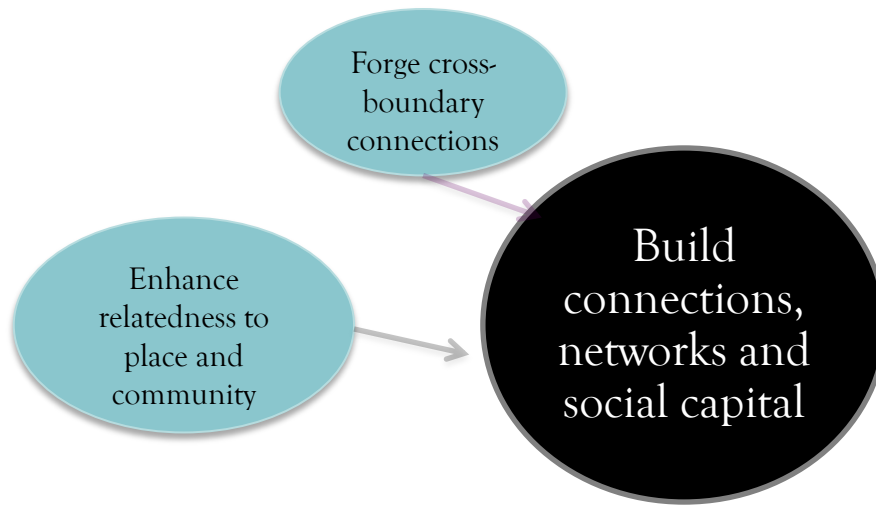 Forge cross-
boundary
connections
Enhance
relatedness to
place and
community
Build
connections,
networks and
social capital